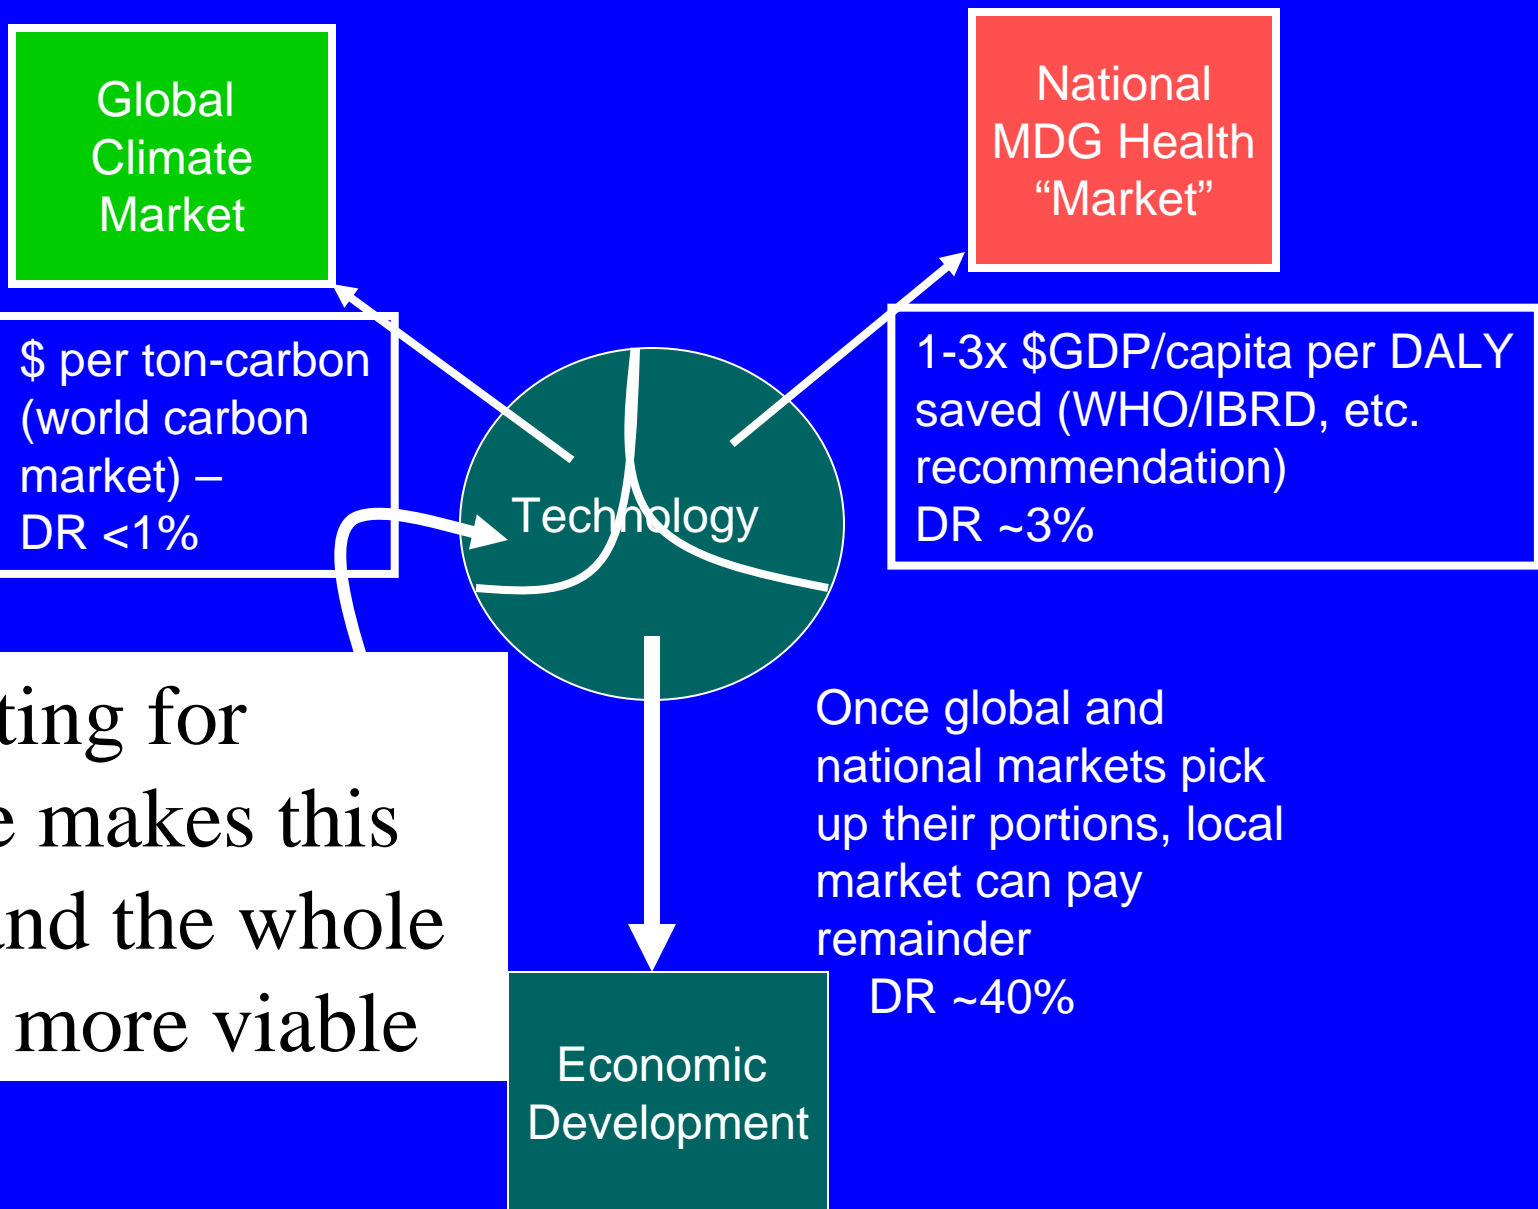 Global
Climate
Market
National
MDG Health
“Market”
$ per ton-carbon
(world carbon
market) –
DR <1%
1-3x $GDP/capita per DALY
saved (WHO/IBRD, etc.
recommendation)
DR ~3%
Technology
for
makes this
the whole
more viable
Once global and
national markets pick
up their portions, local
market can pay
remainder
DR ~40%
Economic
Development